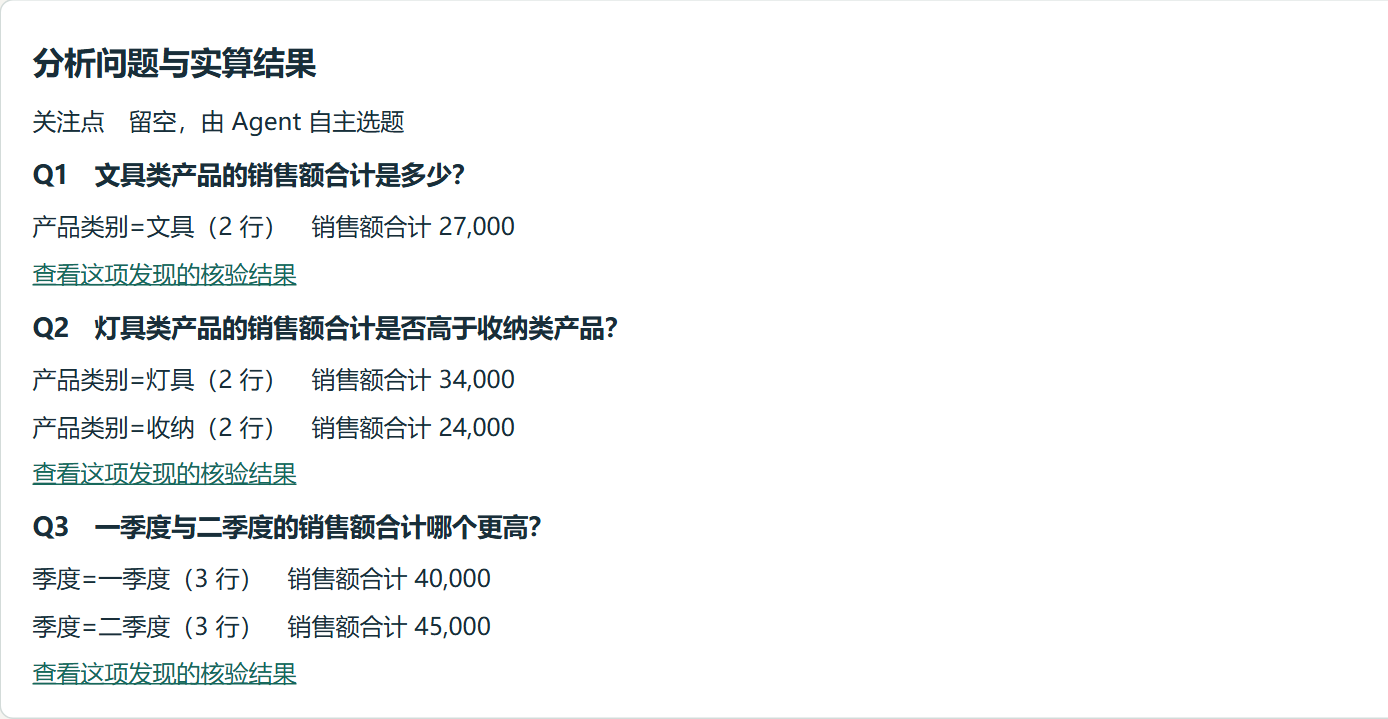 分析问题与实算结果
关注点　留空，由 Agent 自主选题
Q1　文具类产品的销售额合计是多少？
产品类别=文具（2 行）　销售额合计 27,000
查看这项发现的核验结果
Q2　灯具类产品的销售额合计是否高于收纳类产品？
产品类别=灯具（2 行）　销售额合计 34,000
产品类别=收纳（2 行）　销售额合计 24,000
查看这项发现的核验结果
Q3　一季度与二季度的销售额合计哪个更高？
季度=一季度（3 行）　销售额合计 40,000
季度=二季度（3 行）　销售额合计 45,000
查看这项发现的核验结果